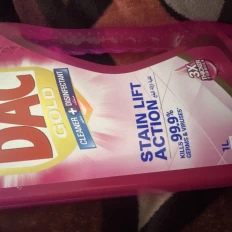 DAC
GOLD
CLEANER + DISINFECTANT
STAIN LIFT
ACTION
KILLS 99.9%
GERMS & VIRUSES*
3X
1L